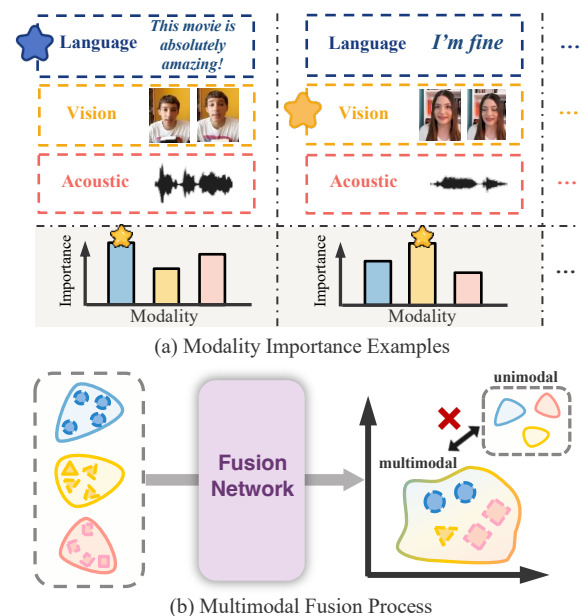 Language
This movie is
absolutely
amazing!
Language
I'm fine
...
Vision
Vision
...
Acoustic
Acoustic
...
Importance
Modality
Importance
Modality
...
(a) Modality Importance Examples
Fusion
Network
unimodal
multimodal
(b) Multimodal Fusion Process